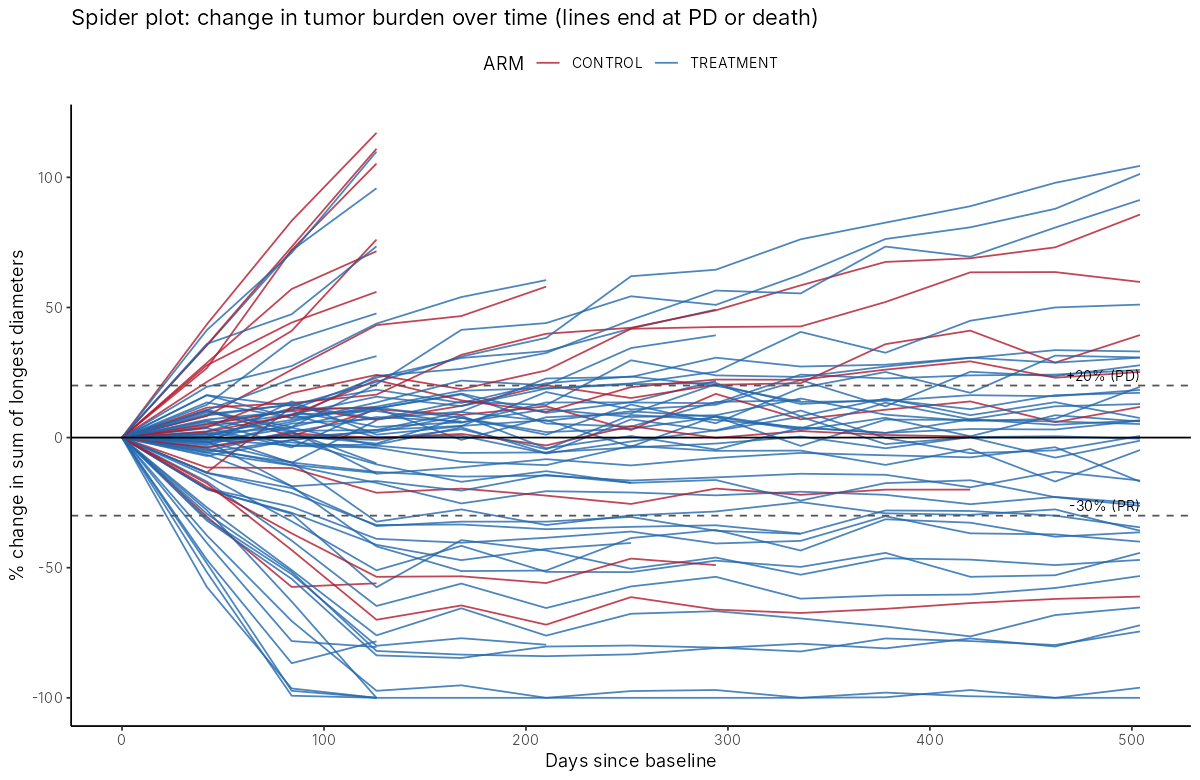 Spider plot: change in tumor burden over time (lines end at PD or death)
ARM CONTROL TREATMENT
% change in sum of longest diameters
100
50
0
-50
-100
+20% (PD)
-30% (PR)
0 100 200 300 400 500
Days since baseline